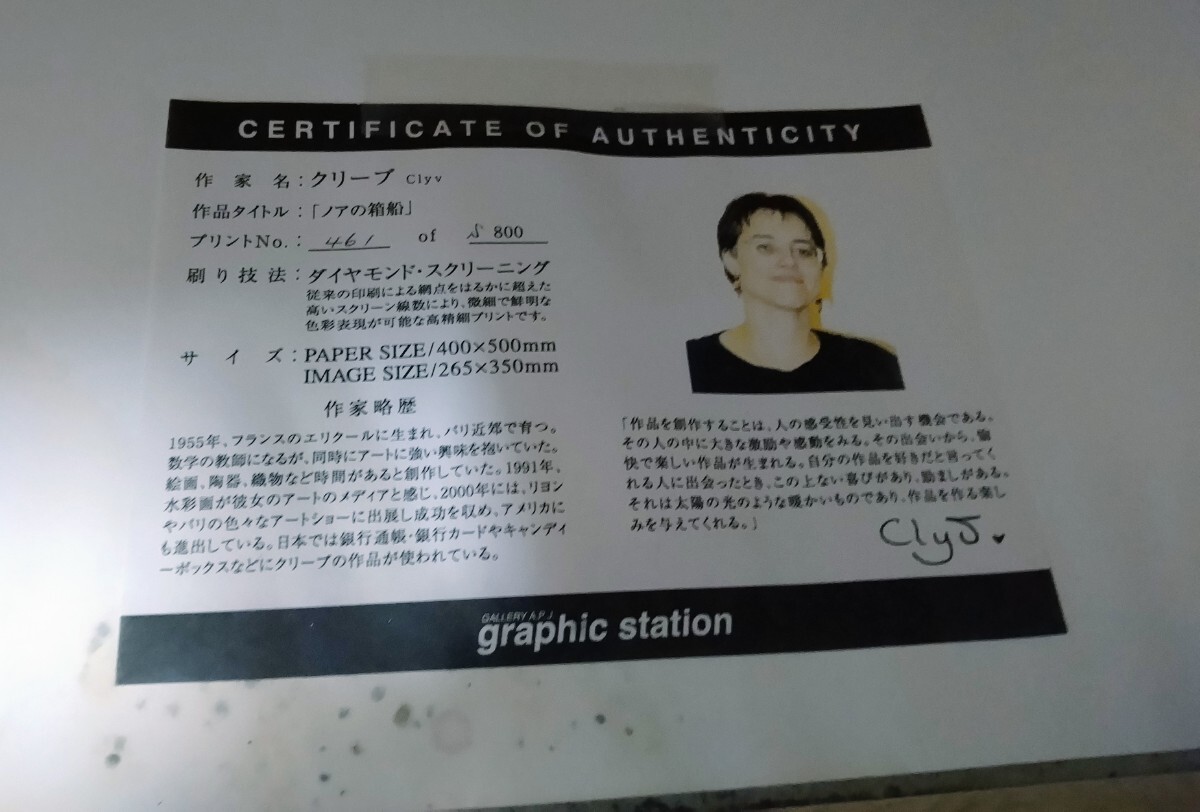 CERTIFICATE OF AUTHENTICITY
作家名：クリーブ Clyv
作品タイトル：「ノアの箱船」
プリントNo.： 461 of S 800
刷り技法：ダイヤモンド・スクリーニング
従来の印刷による網点をはるかに超えた
高いスクリーン線数により、微細で鮮明な
色彩表現が可能な高精細プリントです。
サイズ：PAPER SIZE/400×500mm
IMAGE SIZE/265×350mm
作家略歴
1955年、フランスのエリクールに生まれ、パリ近郊で育つ。
数学の教師になるが、同時にアートに強い興味を抱いていた。
絵画、陶器、織物など時間があると創作していた。1991年、
水彩画が彼女のアートのメディアと感じ、2000年には、リヨン
やパリの色々なアートショーに出展し成功を収め、アメリカに
も進出している。日本では銀行通帳・銀行カードやキャンディ
ーボックスなどにクリーブの作品が使われている。
「作品を創作することは、人の感受性を見い出す機会である。
その人の中に大きな激励や感動をみる。その出会いから、愉
快で楽しい作品が生まれる。自分の作品を好きだと言ってく
れる人に出会ったとき、この上ない喜びがあり、励ましがある。
それは太陽の光のような暖かいものであり、作品を作る楽し
みを与えてくれる。」
Clyv
GALLERY A.P.J
graphic station